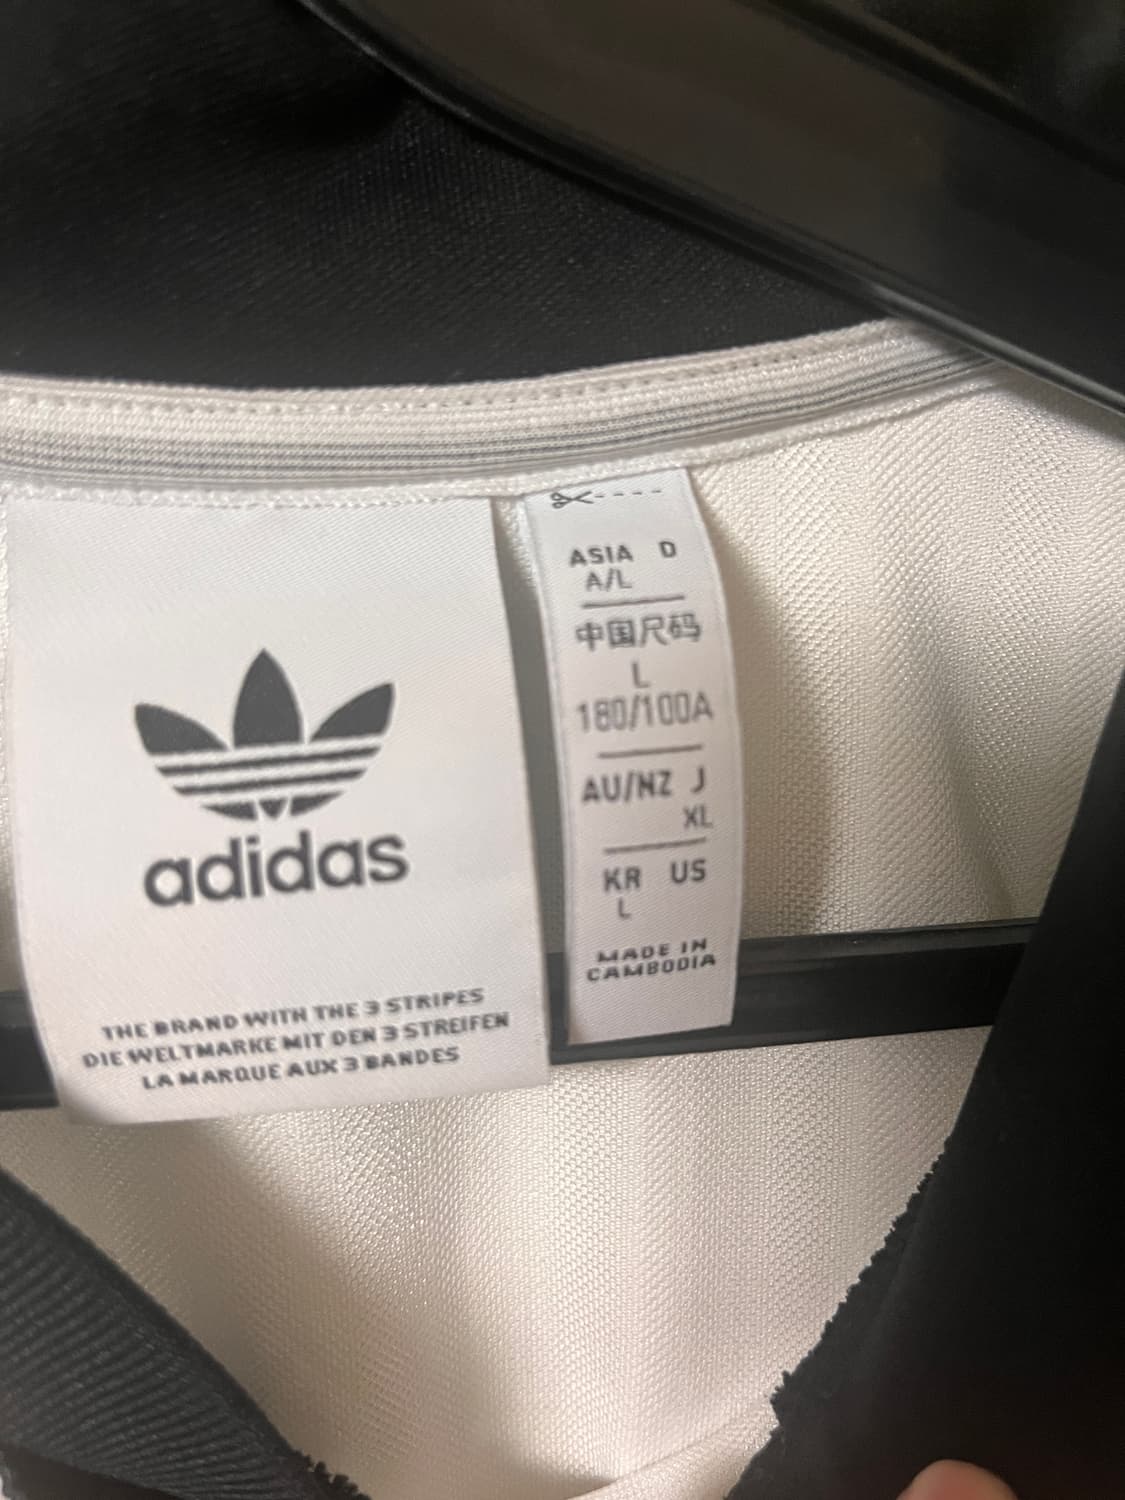 adidas
THE BRAND WITH THE 3 STRIPES
DIE WELTMARKE MIT DEN 3 STREIFEN
LA MARQUE AUX 3 BANDES
ASIA D
A/L
中国尺码
L
180/100A
AU/NZ J
XL
KR US
L
MADE IN
CAMBODIA